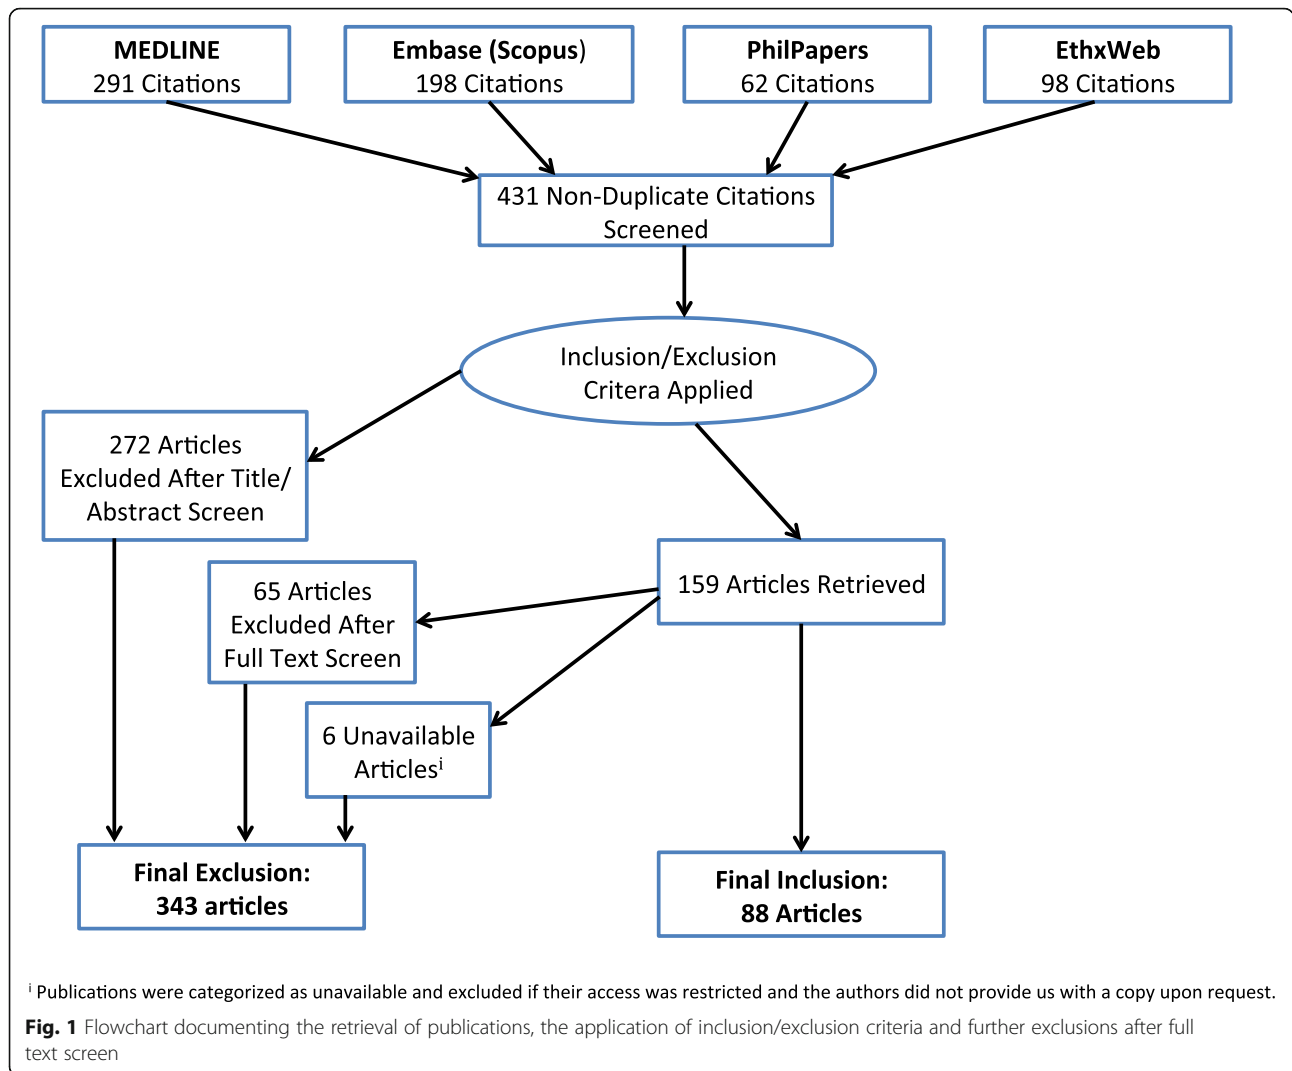 MEDLINE
291 Citations
Embase (Scopus)
198 Citations
PhilPapers
62 Citations
EthxWeb
98 Citations
431 Non-Duplicate Citations
Screened
Inclusion/Exclusion
Critera Applied
272 Articles
Excluded After Title/
Abstract Screen
159 Articles Retrieved
65 Articles
Excluded After
Full Text Screen
6 Unavailable
Articlesⁱ
Final Exclusion:
343 articles
Final Inclusion:
88 Articles
ⁱ Publications were categorized as unavailable and excluded if their access was restricted and the authors did not provide us with a copy upon request.
Fig. 1 Flowchart documenting the retrieval of publications, the application of inclusion/exclusion criteria and further exclusions after full
text screen